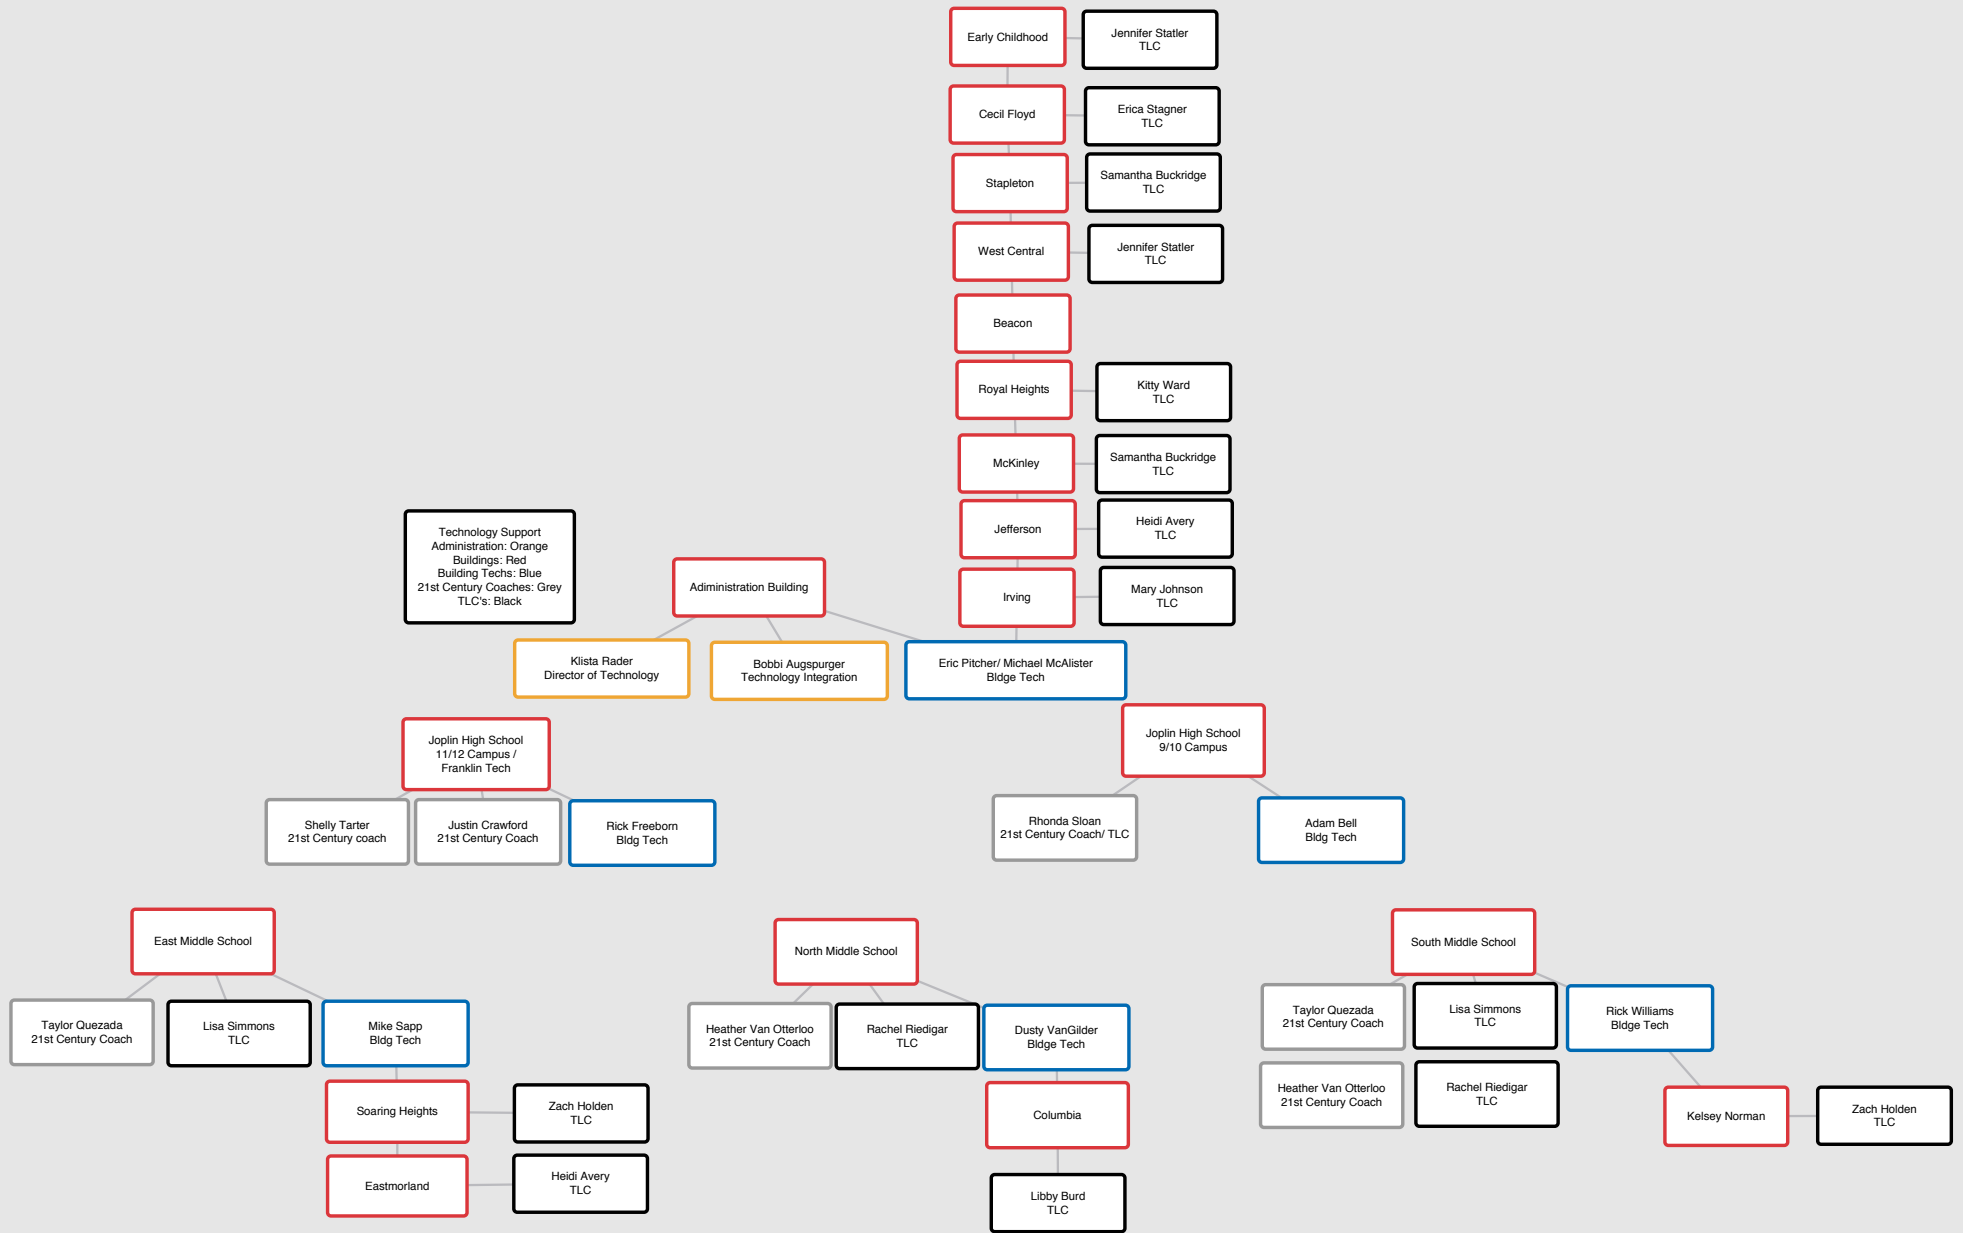 Early Childhood
Jennifer Statler
TLC
Cecil Floyd
Erica Stagner
TLC
Stapleton
Samantha Buckridge
TLC
West Central
Jennifer Statler
TLC
Beacon
Royal Heights
Kitty Ward
TLC
McKinley
Samantha Buckridge
TLC
Jefferson
Heidi Avery
TLC
Irving
Mary Johnson
TLC
Technology Support
Administration: Orange
Buildings: Red
Building Techs: Blue
21st Century Coaches: Grey
TLC's: Black
Adiministration Building
Klista Rader
Director of Technology
Bobbi Augspurger
Technology Integration
Eric Pitcher/ Michael McAlister
Bldge Tech
Joplin High School
11/12 Campus /
Franklin Tech
Shelly Tarter
21st Century coach
Justin Crawford
21st Century Coach
Rick Freeborn
Bldg Tech
Joplin High School
9/10 Campus
Rhonda Sloan
21st Century Coach/ TLC
Adam Bell
Bldg Tech
East Middle School
Taylor Quezada
21st Century Coach
Lisa Simmons
TLC
Mike Sapp
Bldg Tech
Soaring Heights
Zach Holden
TLC
Eastmorland
Heidi Avery
TLC
North Middle School
Heather Van Otterloo
21st Century Coach
Rachel Riedigar
TLC
Dusty VanGilder
Bldge Tech
Columbia
Libby Burd
TLC
South Middle School
Taylor Quezada
21st Century Coach
Lisa Simmons
TLC
Rick Williams
Bldge Tech
Heather Van Otterloo
21st Century Coach
Rachel Riedigar
TLC
Kelsey Norman
Zach Holden
TLC